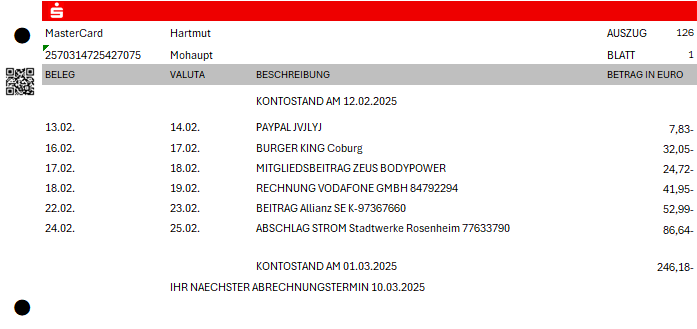 MasterCard Hartmut AUSZUG 126
2570314725427075 Mohaupt BLATT 1
BELEG VALUTA BESCHREIBUNG BETRAG IN EURO
KONTOSTAND AM 12.02.2025
13.02. 14.02. PAYPAL JVJLYJ 7,83-
16.02. 17.02. BURGER KING Coburg 32,05-
17.02. 18.02. MITGLIEDSBEITRAG ZEUS BODYPOWER 24,72-
18.02. 19.02. RECHNUNG VODAFONE GMBH 84792294 41,95-
22.02. 23.02. BEITRAG Allianz SE K-97367660 52,99-
24.02. 25.02. ABSCHLAG STROM Stadtwerke Rosenheim 77633790 86,64-
KONTOSTAND AM 01.03.2025 246,18-
IHR NAECHSTER ABRECHNUNGSTERMIN 10.03.2025